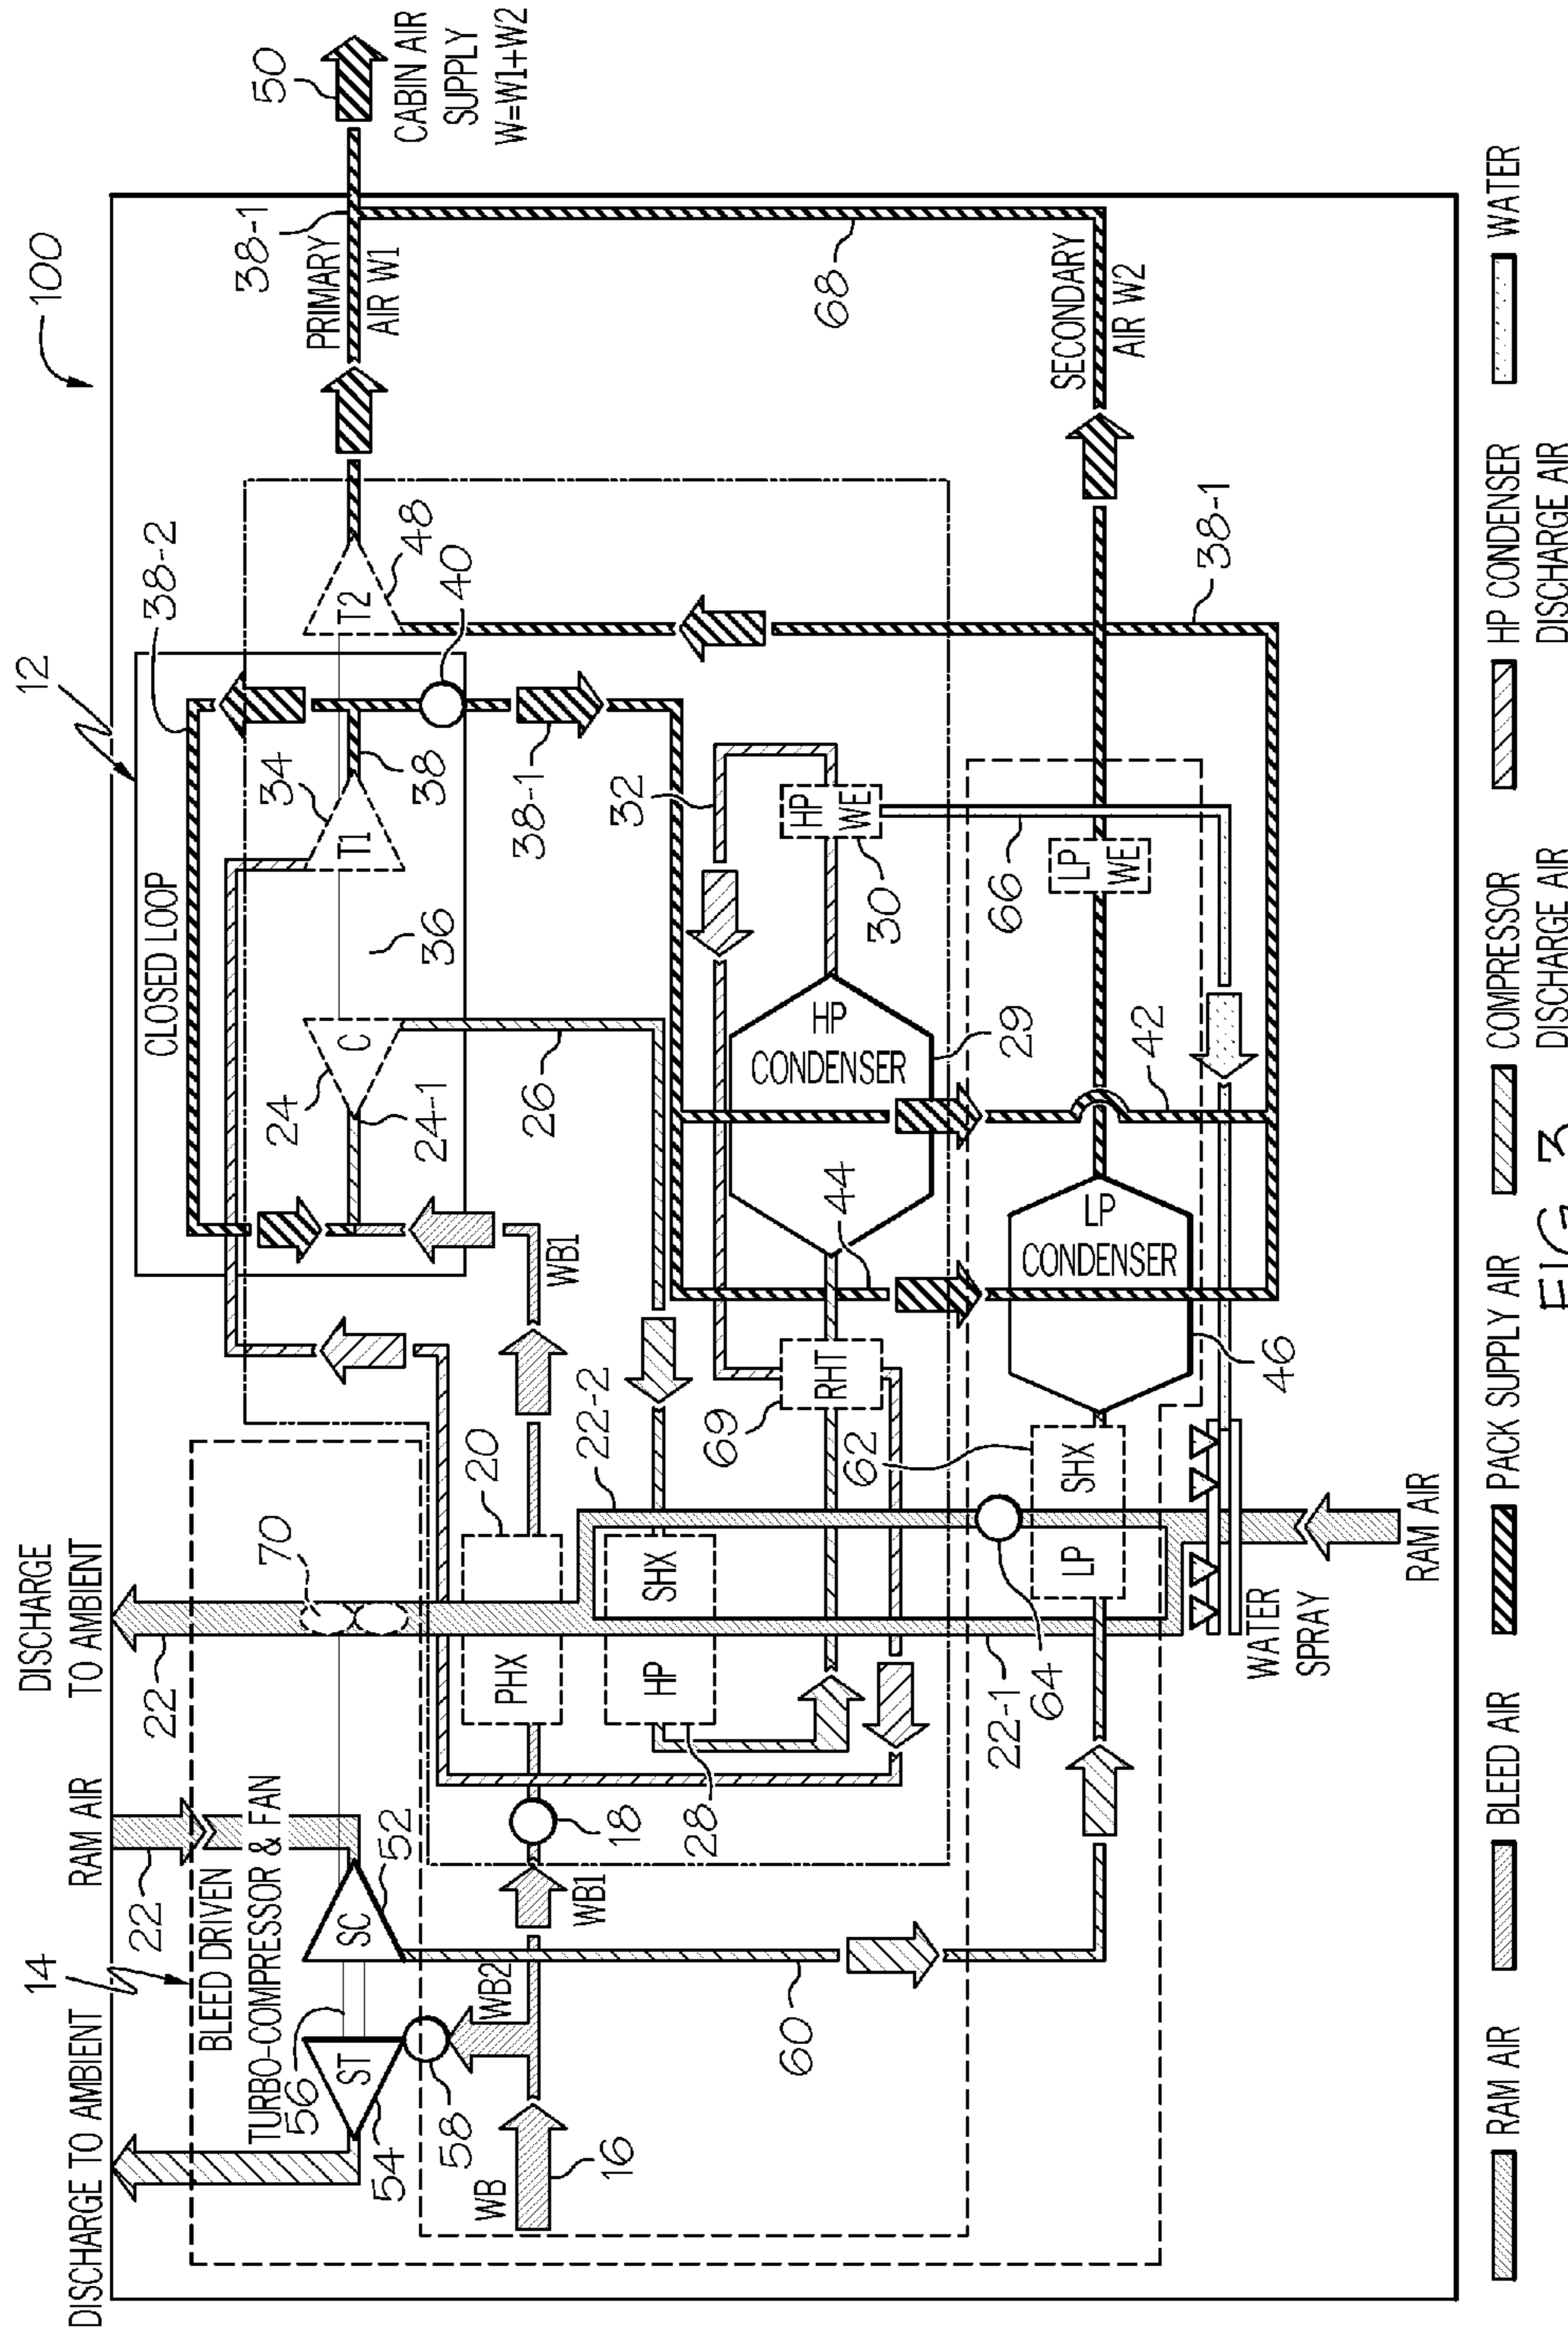 100
12
14
DISCHARGE TO AMBIENT
RAM AIR
22
DISCHARGE
TO AMBIENT
22
BLEED DRIVEN
TURBO-COMPRESSOR & FAN
56
ST
54
SC
52
58
70
CLOSED LOOP
38-2
24
C
24-1
36
34
T1
38
T2
48
40
38-1
PRIMARY
AIR W1
50
CABIN AIR
SUPPLY
W=W1+W2
WB
16
WB2
WB1
18
PHX
20
WB1
26
38-1
HP
SHX
28
22-2
69
RHT
44
HP
CONDENSER
29
32
HP
WE
30
68
60
22-1
64
62
LP
SHX
LP
CONDENSER
46
42
66
LP
WE
38-1
SECONDARY
AIR W2
WATER
SPRAY
RAM AIR
RAM AIR
BLEED AIR
PACK SUPPLY AIR
COMPRESSOR
DISCHARGE AIR
HP CONDENSER
DISCHARGE AIR
WATER
FIG 3